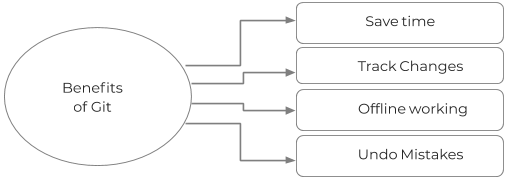 Benefits
of Git
Save time
Track Changes
Offline working
Undo Mistakes